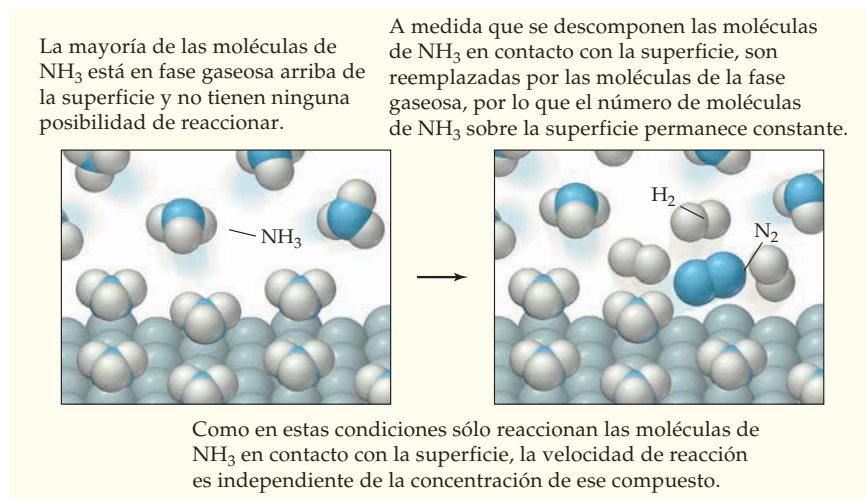 La mayoría de las moléculas de
NH₃ está en fase gaseosa arriba de
la superficie y no tienen ninguna
posibilidad de reaccionar.
A medida que se descomponen las moléculas
de NH₃ en contacto con la superficie, son
reemplazadas por las moléculas de la fase
gaseosa, por lo que el número de moléculas
de NH₃ sobre la superficie permanece constante.
NH₃
H₂
N₂
Como en estas condiciones sólo reaccionan las moléculas de
NH₃ en contacto con la superficie, la velocidad de reacción
es independiente de la concentración de ese compuesto.